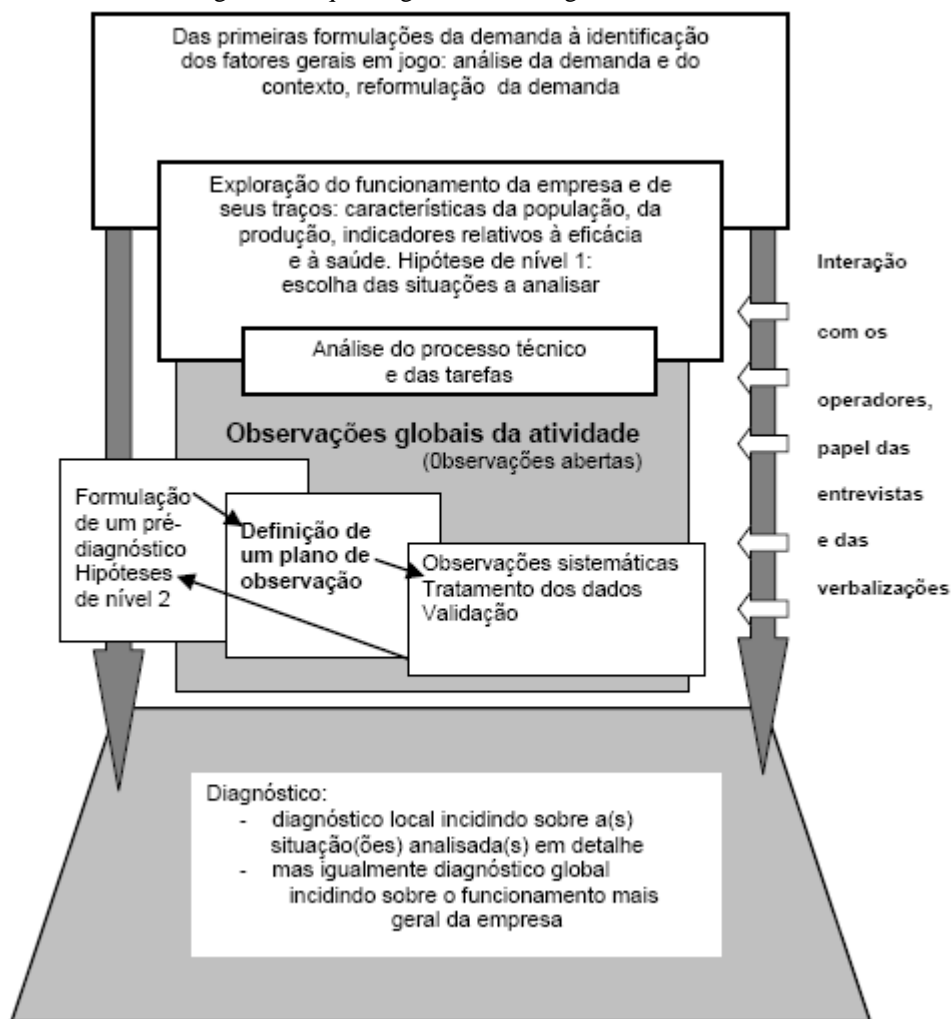 Das primeiras formulações da demanda à identificação
dos fatores gerais em jogo: análise da demanda e do
contexto, reformulação da demanda
Exploração do funcionamento da empresa e de
seus traços: características da população, da
produção, indicadores relativos à eficácia
e à saúde. Hipótese de nível 1:
escolha das situações a analisar
Análise do processo técnico
e das tarefas
Observações globais da atividade
(0bservações abertas)
Formulação
de um pré-
diagnóstico
Hipóteses
de nível 2
Definição de
um plano de
observação
Observações sistemáticas
Tratamento dos dados
Validação
Interação
com os
operadores,
papel das
entrevistas
e das
verbalizações
Diagnóstico:
- diagnóstico local incidindo sobre a(s)
situação(ões) analisada(s) em detalhe
- mas igualmente diagnóstico global
incidindo sobre o funcionamento mais
geral da empresa